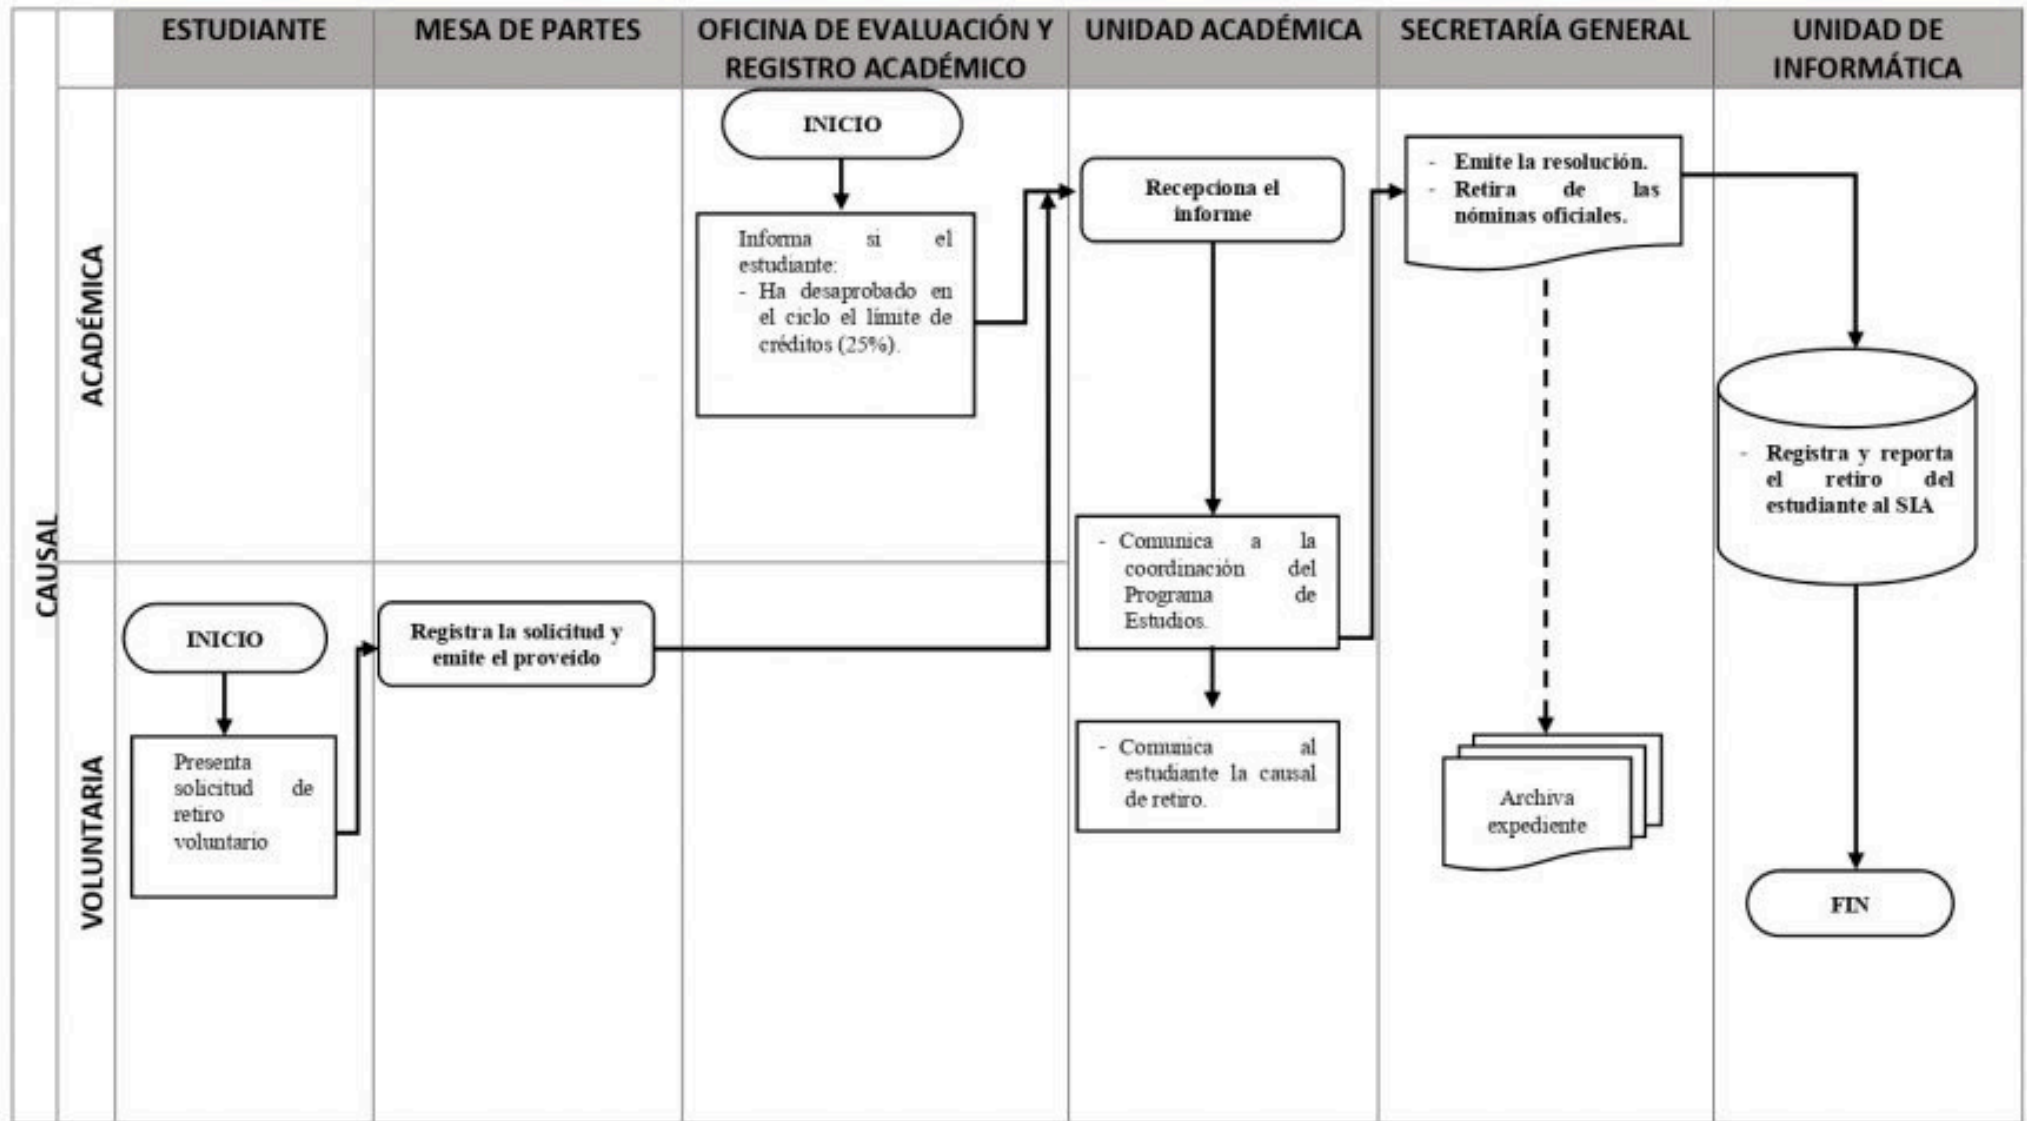 ESTUDIANTE
MESA DE PARTES
OFICINA DE EVALUACIÓN Y
REGISTRO ACADÉMICO
UNIDAD ACADÉMICA
SECRETARÍA GENERAL
UNIDAD DE
INFORMÁTICA
CAUSAL
ACADÉMICA
INICIO
Informa si el
estudiante:
- Ha desaprobado en
el ciclo el límite de
créditos (25%).
Recepciona el
informe
- Comunica a la
coordinación del
Programa de
Estudios.
- Emite la resolución.
- Retira de las
nóminas oficiales.
- Registra y reporta
el retiro del
estudiante al SIA
VOLUNTARIA
INICIO
Presenta
solicitud de
retiro
voluntario
Registra la solicitud y
emite el proveído
- Comunica al
estudiante la causal
de retiro.
Archiva
expediente
FIN